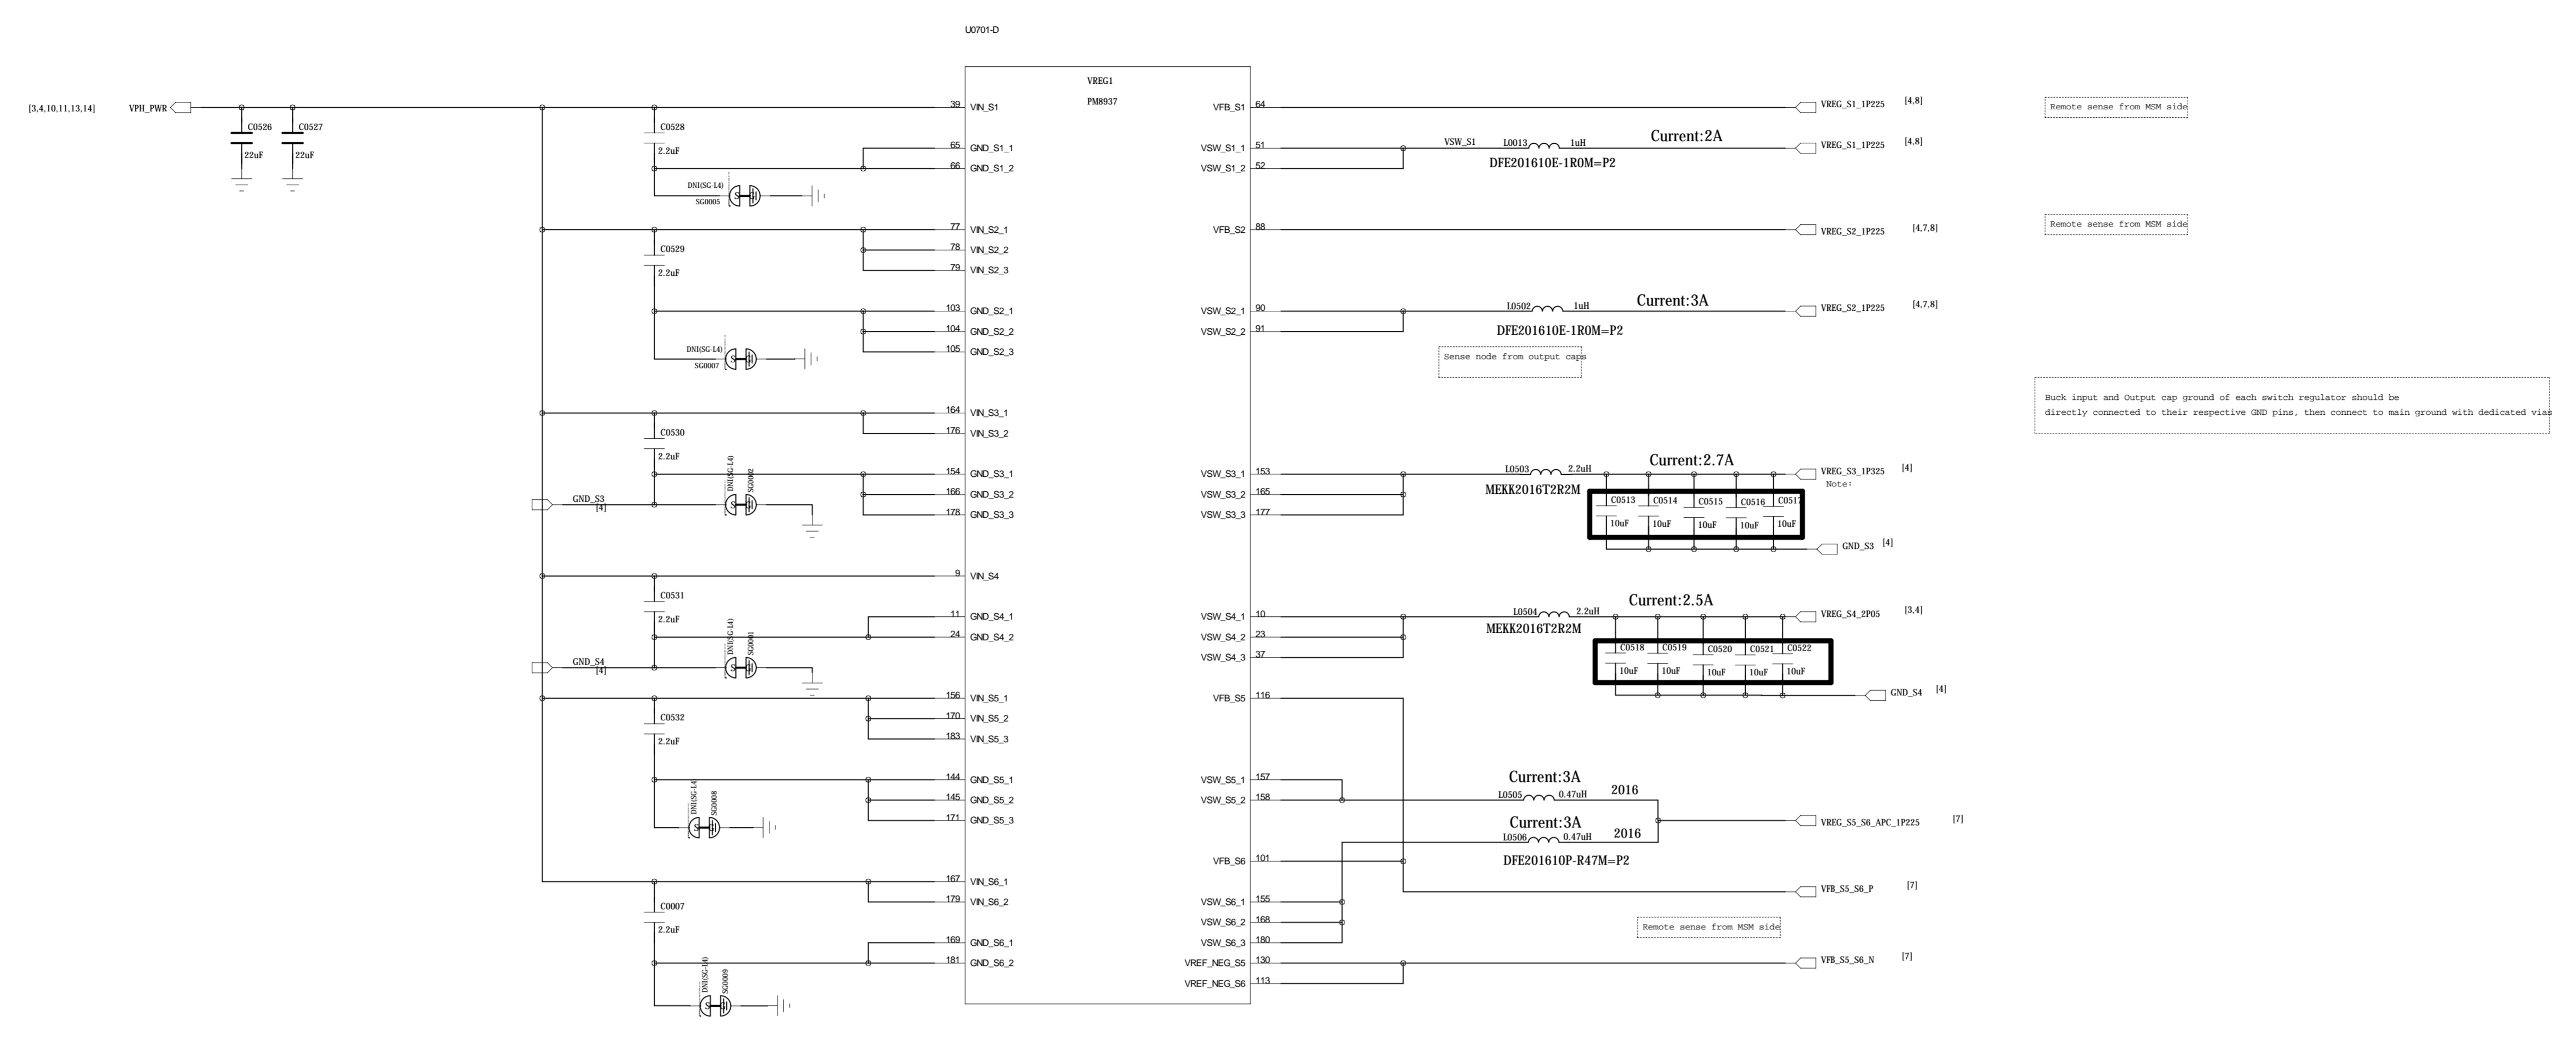 U0701-D
VREG1
PM8937
[3,4,10,11,13,14] VPH_PWR
C0526
22uF
C0527
22uF
C0528
2.2uF
DNI(SG-L4)
SG0005
C0529
2.2uF
DNI(SG-L4)
SG0007
C0530
2.2uF
DNI(SG-L4)
SG0002
GND_S3
[4]
C0531
2.2uF
DNI(SG-L4)
SG0001
GND_S4
[4]
C0532
2.2uF
DNI(SG-L4)
SG0008
C0007
2.2uF
DNI(SG-L4)
SG0009
39 VIN_S1
65 GND_S1_1
66 GND_S1_2
77 VIN_S2_1
78 VIN_S2_2
79 VIN_S2_3
103 GND_S2_1
104 GND_S2_2
105 GND_S2_3
164 VIN_S3_1
176 VIN_S3_2
154 GND_S3_1
166 GND_S3_2
178 GND_S3_3
9 VIN_S4
11 GND_S4_1
24 GND_S4_2
156 VIN_S5_1
170 VIN_S5_2
183 VIN_S5_3
144 GND_S5_1
145 GND_S5_2
171 GND_S5_3
167 VIN_S6_1
179 VIN_S6_2
169 GND_S6_1
181 GND_S6_2
VFB_S1 64
VSW_S1_1 51
VSW_S1_2 52
VFB_S2 88
VSW_S2_1 90
VSW_S2_2 91
VSW_S3_1 153
VSW_S3_2 165
VSW_S3_3 177
VSW_S4_1 10
VSW_S4_2 23
VSW_S4_3 37
VFB_S5 116
VSW_S5_1 157
VSW_S5_2 158
VFB_S6 101
VSW_S6_1 155
VSW_S6_2 168
VSW_S6_3 180
VREF_NEG_S5 130
VREF_NEG_S6 113
VREG_S1_1P225 [4,8]
Remote sense from MSM side
VSW_S1 L0013 1uH Current:2A
DFE201610E-1R0M=P2
VREG_S1_1P225 [4,8]
VREG_S2_1P225 [4,7,8]
Remote sense from MSM side
L0502 1uH Current:3A
DFE201610E-1R0M=P2
VREG_S2_1P225 [4,7,8]
Sense node from output caps
Buck input and Output cap ground of each switch regulator should be
directly connected to their respective GND pins, then connect to main ground with dedicated vias
Current:2.7A
L0503 2.2uH
MEKK2016T2R2M
VREG_S3_1P325 [4]
Note:
C0513 C0514 C0515 C0516 C0517
10uF 10uF 10uF 10uF 10uF
GND_S3 [4]
Current:2.5A
L0504 2.2uH
MEKK2016T2R2M
VREG_S4_2P05 [3,4]
C0518 C0519 C0520 C0521 C0522
10uF 10uF 10uF 10uF 10uF
GND_S4 [4]
Current:3A
L0505 0.47uH 2016
Current:3A
L0506 0.47uH 2016
DFE201610P-R47M=P2
VREG_S5_S6_APC_1P225 [7]
VFB_S5_S6_P [7]
Remote sense from MSM side
VFB_S5_S6_N [7]